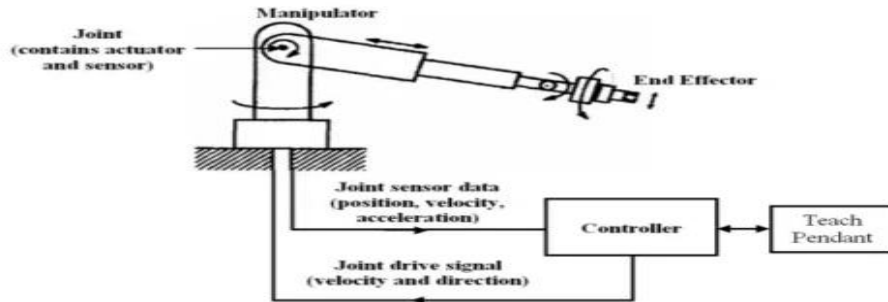 Manipulator
Joint
(contains actuator
and sensor)
End Effector
Joint sensor data
(position, velocity,
acceleration)
Controller
Teach
Pendant
Joint drive signal
(velocity and direction)